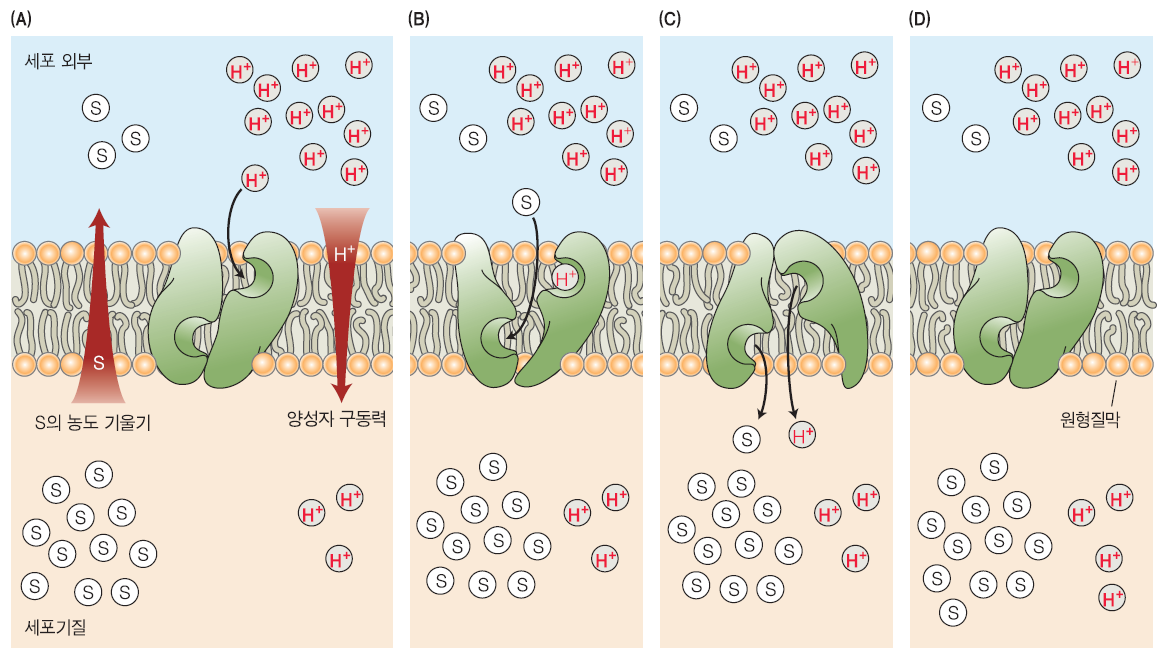 (A)
세포 외부
H⁺ H⁺ H⁺ H⁺ H⁺ H⁺ H⁺ H⁺ H⁺ H⁺ H⁺
S S S
H⁺
S
S의 농도 기울기
양성자 구동력
S S S S S S S S S S S
H⁺ H⁺ H⁺
세포기질
(B)
H⁺ H⁺ H⁺ H⁺ H⁺ H⁺ H⁺ H⁺ H⁺ H⁺
S S
S
H⁺
S S S S S S S S S S S
H⁺ H⁺ H⁺
(C)
H⁺ H⁺ H⁺ H⁺ H⁺ H⁺ H⁺ H⁺ H⁺ H⁺
S S
S H⁺
S S S S S S S S S S S
H⁺ H⁺ H⁺
(D)
H⁺ H⁺ H⁺ H⁺ H⁺ H⁺ H⁺ H⁺ H⁺ H⁺
S S
원형질막
S S S S S S S S S S S S
H⁺ H⁺ H⁺ H⁺